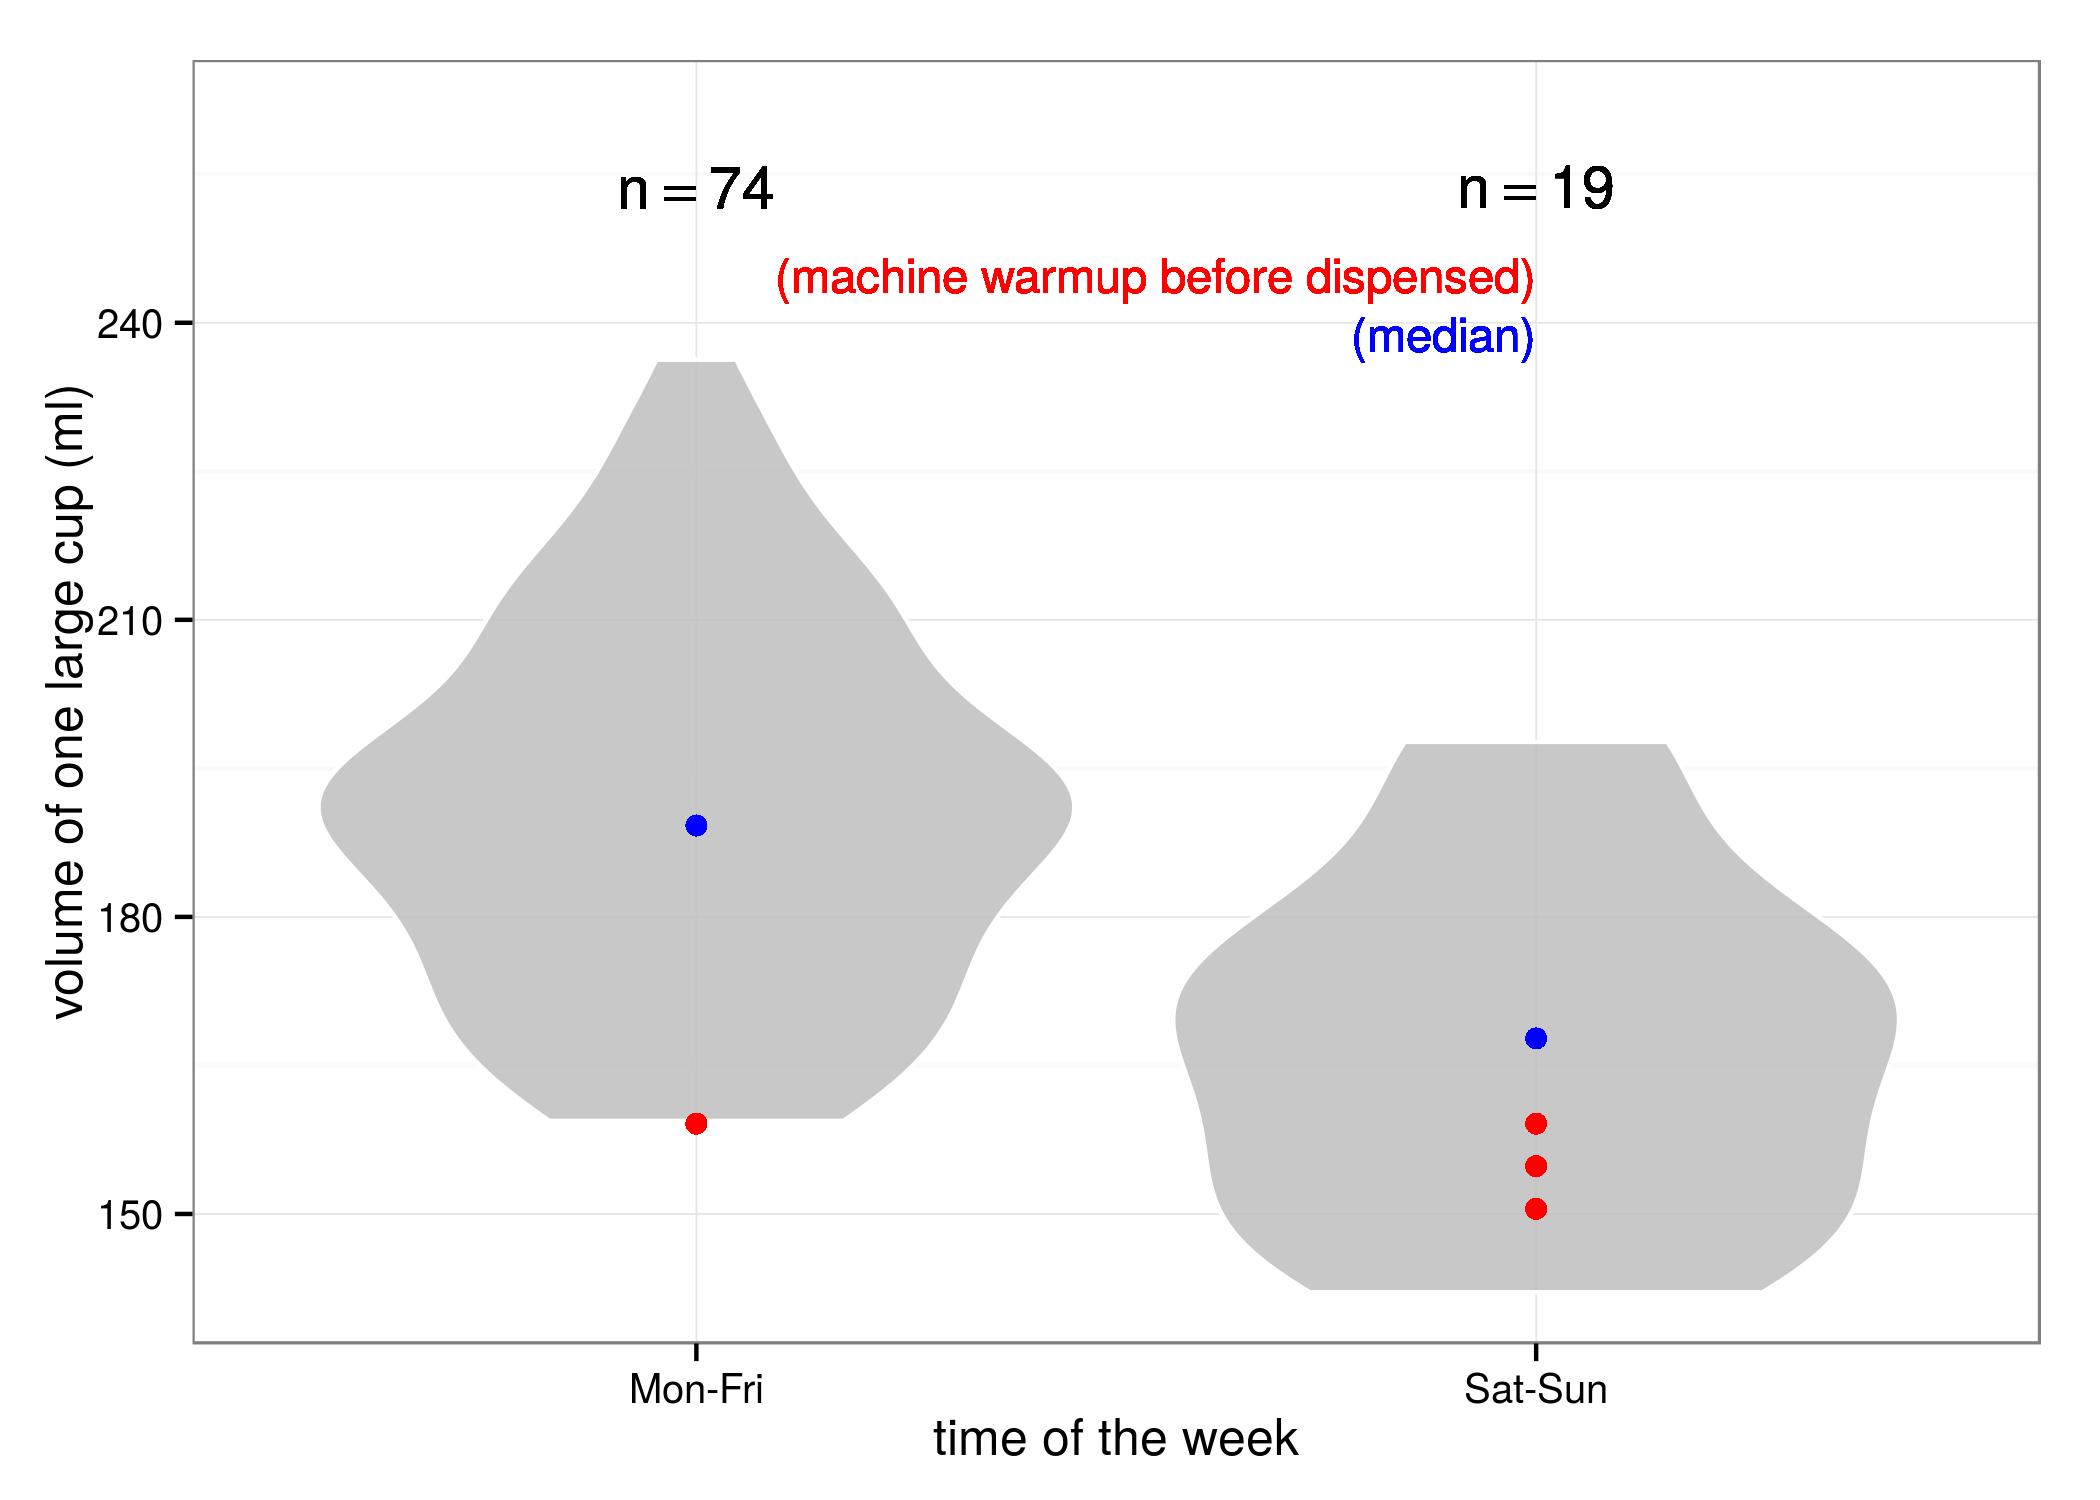 n = 74
n = 19
(machine warmup before dispensed)
(median)
volume of one large cup (ml)
240
210
180
150
Mon-Fri
Sat-Sun
time of the week